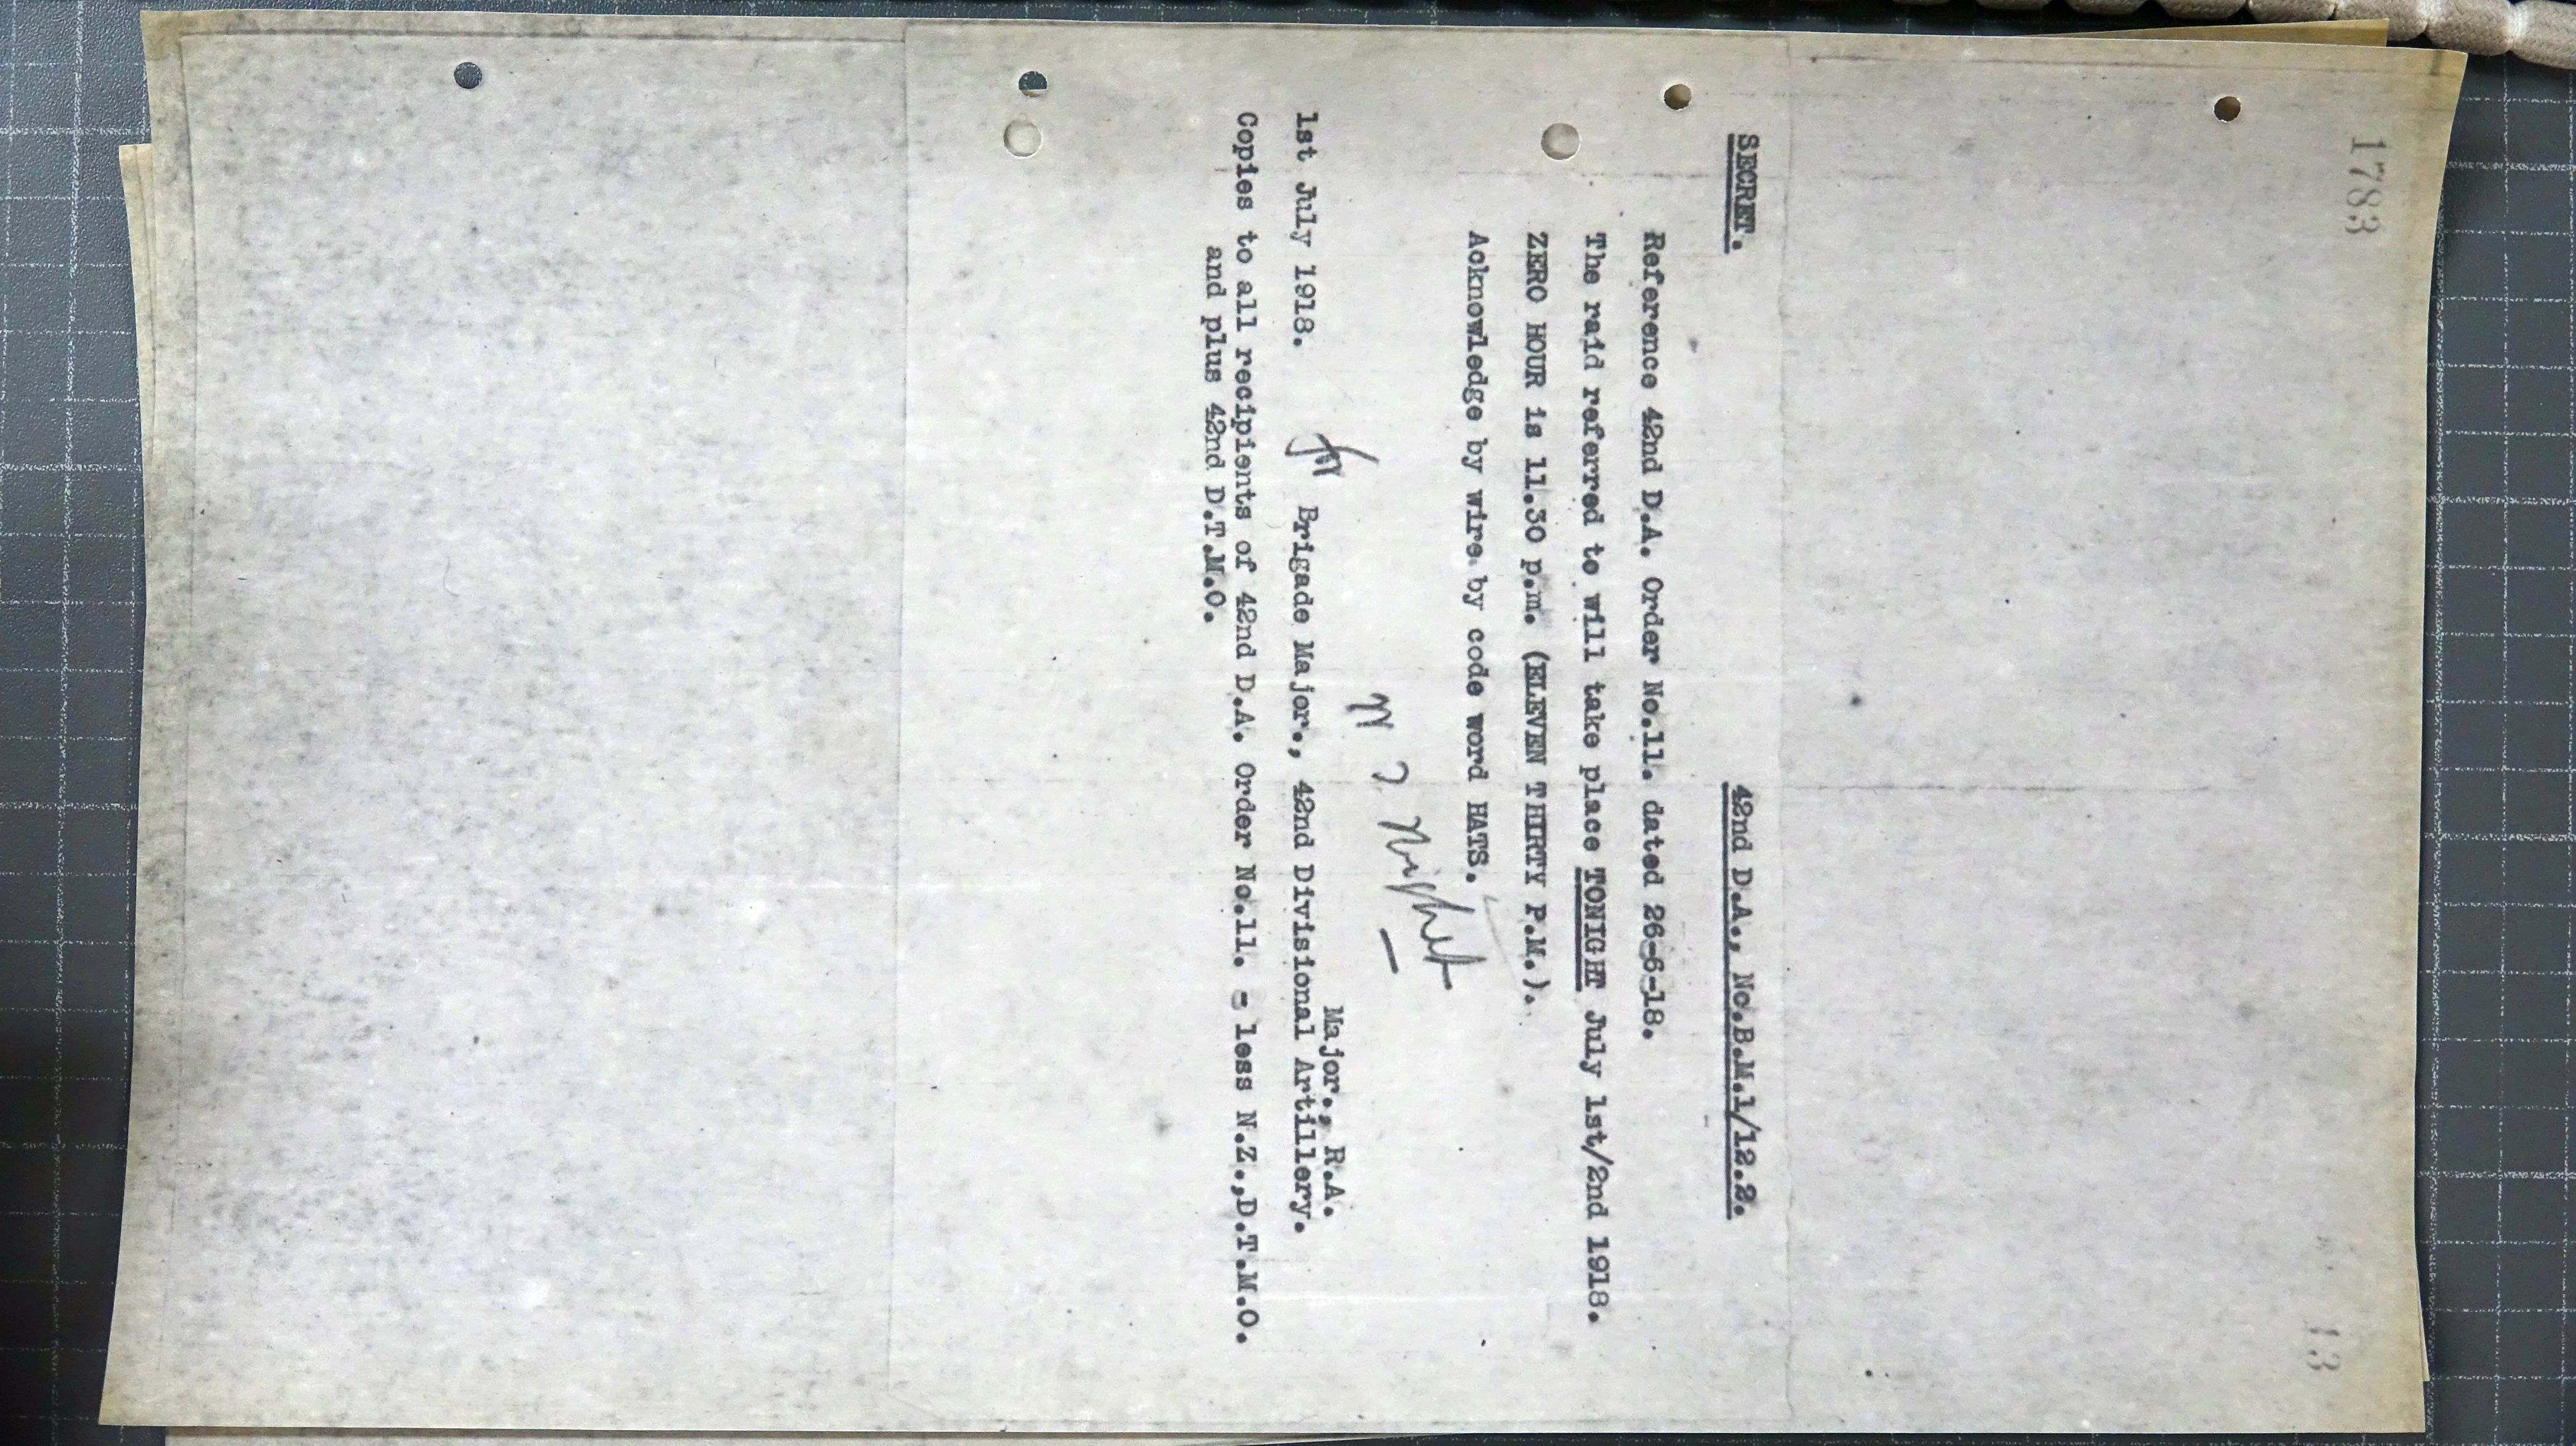 1783
13
SECRET. 42nd D.A., No.B.M.1/12.2.
Reference 42nd D.A. Order No.11. dated 26-6-18.
The raid referred to will take place TONIGHT July 1st/2nd 1918.
ZERO HOUR is 11.30 p.m. (ELEVEN THIRTY P.M.).
Acknowledge by wire by code word HATS.
Major., R.A.
1st July 1918. for Brigade Major., 42nd Divisional Artillery.
Copies to all recipients of 42nd D.A. Order No.11. - less N.Z.,D.T.M.O.
and plus 42nd D.T.M.O.